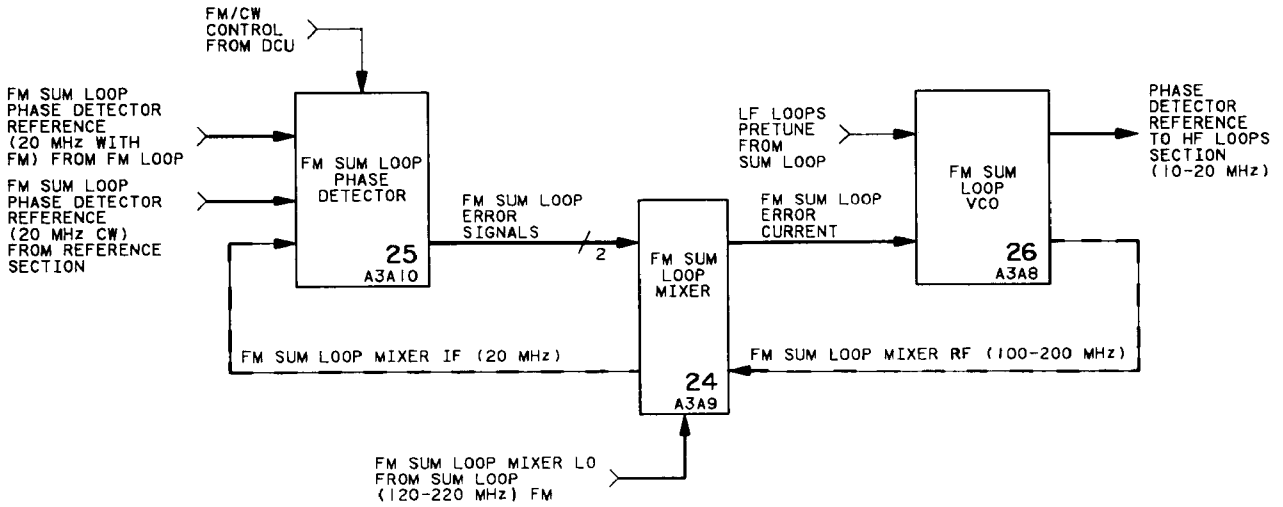 FM/CW
CONTROL
FROM DCU
FM SUM LOOP
PHASE DETECTOR
REFERENCE
(20 MHz WITH
FM) FROM FM LOOP
FM SUM LOOP
PHASE DETECTOR
REFERENCE
(20 MHz CW)
FROM REFERENCE
SECTION
FM SUM LOOP
PHASE
DETECTOR
25
A3A10
FM SUM LOOP
ERROR
SIGNALS
2
FM SUM
LOOP
MIXER
24
A3A9
FM SUM LOOP
ERROR
CURRENT
LF LOOPS
PRETUNE
FROM
SUM LOOP
FM SUM
LOOP
VCO
26
A3A8
PHASE
DETECTOR
REFERENCE
TO HF LOOPS
SECTION
(10-20 MHz)
FM SUM LOOP MIXER IF (20 MHz)
FM SUM LOOP MIXER RF (100-200 MHz)
FM SUM LOOP MIXER LO
FROM SUM LOOP
(120-220 MHz) FM